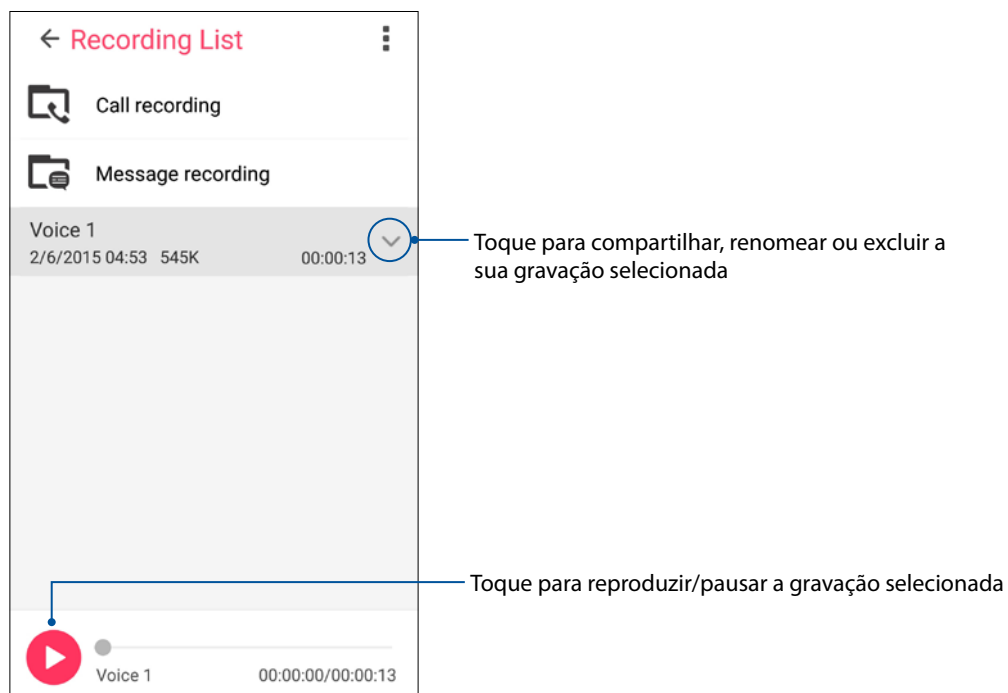 Recording List
Call recording
Message recording
Voice 1
2/6/2015 04:53 545K 00:00:13
Toque para compartilhar, renomear ou excluir a
sua gravação selecionada
Toque para reproduzir/pausar a gravação selecionada
Voice 1 00:00:00/00:00:13